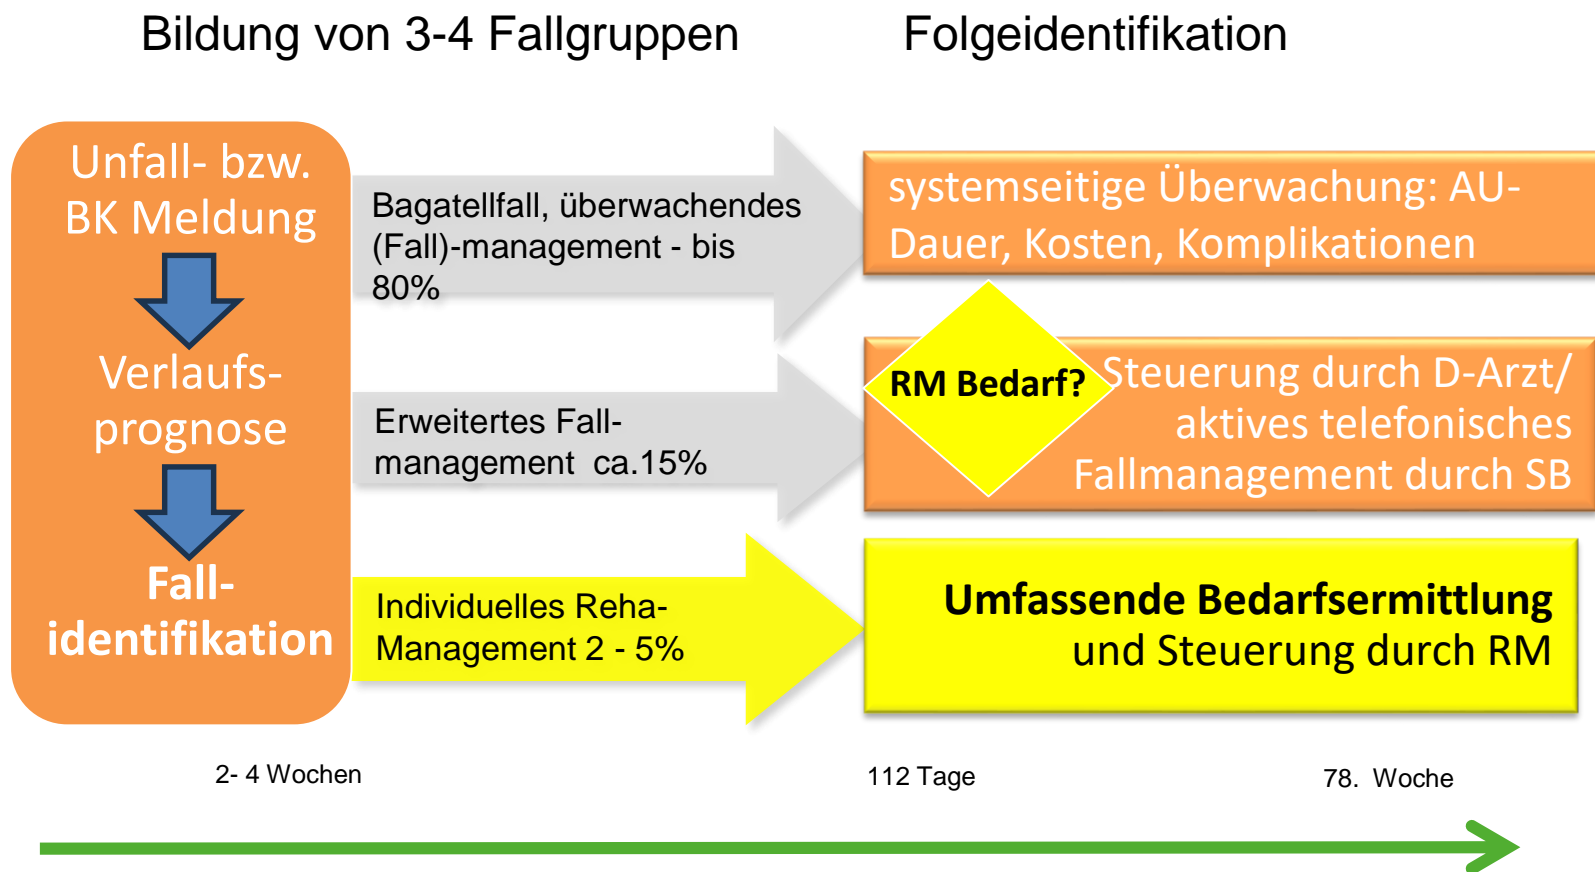 Bildung von 3-4 Fallgruppen
Folgeidentifikation
Unfall- bzw.
BK Meldung
Verlaufs-
prognose
Fall-
identifikation
Bagatellfall, überwachendes
(Fall)-management - bis
80%
Erweitertes Fall-
management ca.15%
Individuelles Reha-
Management 2 - 5%
systemseitige Überwachung: AU-
Dauer, Kosten, Komplikationen
RM Bedarf?
Steuerung durch D-Arzt/
aktives telefonisches
Fallmanagement durch SB
Umfassende Bedarfsermittlung
und Steuerung durch RM
2- 4 Wochen
112 Tage
78. Woche